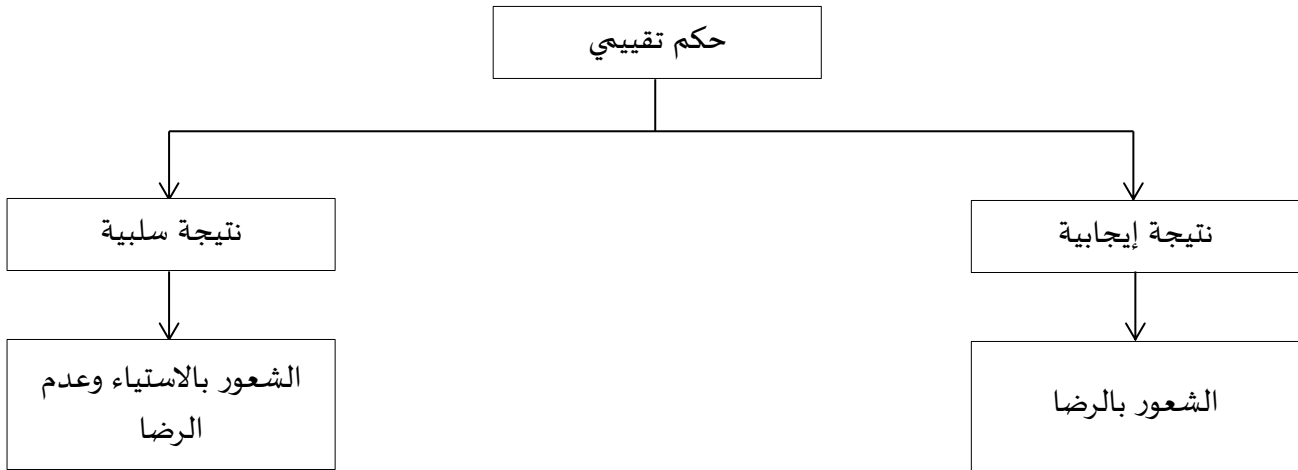 حكم تقييمي
نتيجة إيجابية
نتيجة سلبية
الشعور بالرضا
الشعور بالاستياء وعدم
الرضا